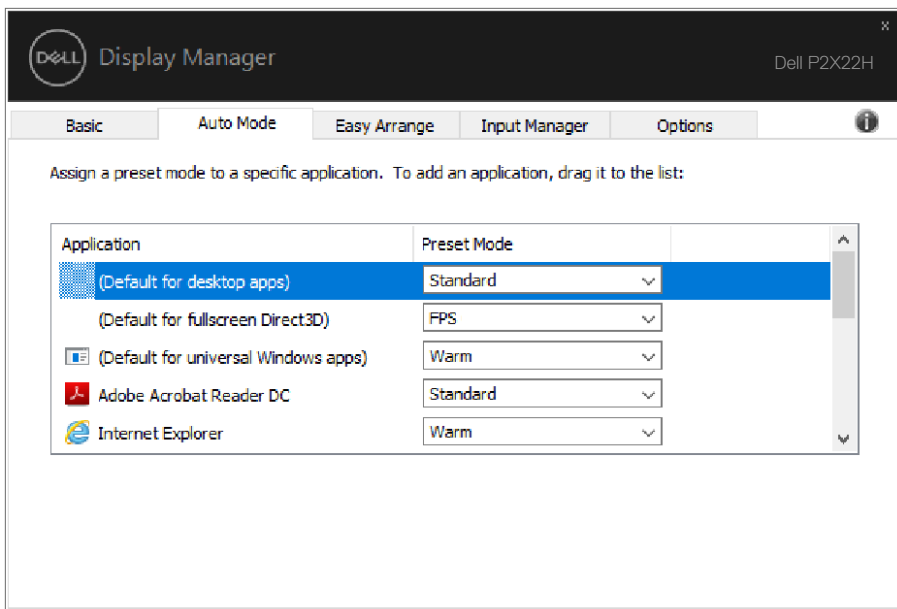 x
DELL Display Manager
Dell P2X22H
Basic Auto Mode Easy Arrange Input Manager Options
Assign a preset mode to a specific application. To add an application, drag it to the list:
Application Preset Mode
(Default for desktop apps) Standard
(Default for fullscreen Direct3D) FPS
(Default for universal Windows apps) Warm
Adobe Acrobat Reader DC Standard
Internet Explorer Warm